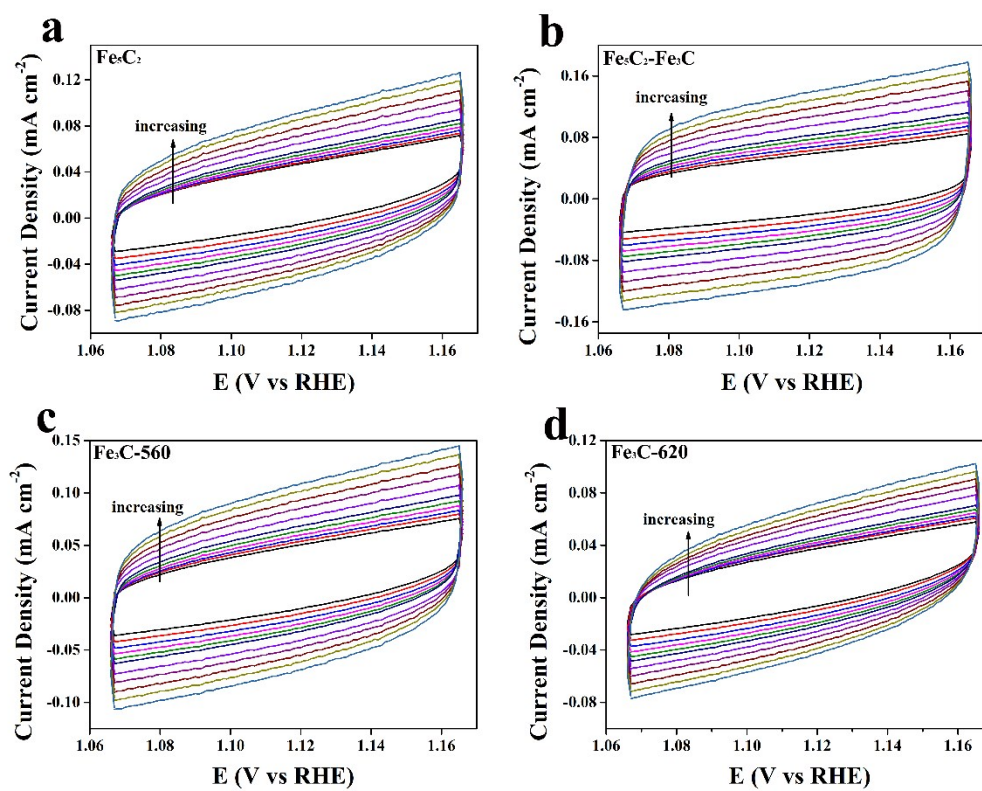 a
Fe₅C₂
increasing
0.12
0.08
0.04
0.00
-0.04
-0.08
Current Density (mA cm⁻²)
1.06 1.08 1.10 1.12 1.14 1.16
E (V vs RHE)
b
Fe₅C₂-Fe₃C
increasing
0.16
0.08
0.00
-0.08
-0.16
Current Density (mA cm⁻²)
1.06 1.08 1.10 1.12 1.14 1.16
E (V vs RHE)
c
Fe₃C-560
increasing
0.15
0.10
0.05
0.00
-0.05
-0.10
Current Density (mA cm⁻²)
1.06 1.08 1.10 1.12 1.14 1.16
E (V vs RHE)
d
Fe₃C-620
increasing
0.12
0.08
0.04
0.00
-0.04
-0.08
Current Density (mA cm⁻²)
1.06 1.08 1.10 1.12 1.14 1.16
E (V vs RHE)